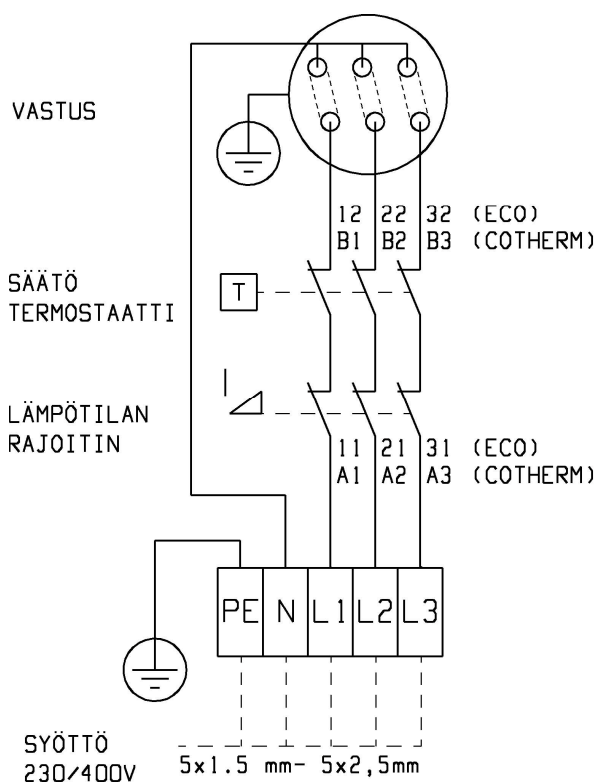 VASTUS
12 22 32 (ECO)
B1 B2 B3 (COTHERM)
SÄÄTÖ
TERMOSTAATTI
T
LÄMPÖTILAN
RAJOITIN
11 21 31 (ECO)
A1 A2 A3 (COTHERM)
PE N L1 L2 L3
SYÖTTÖ
230/400V
5x1.5 mm- 5x2,5mm